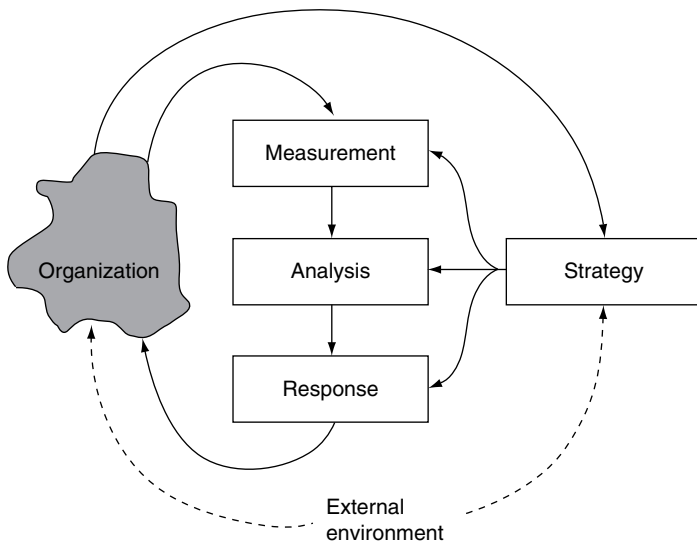 Measurement
Organization
Analysis
Strategy
Response
External
environment